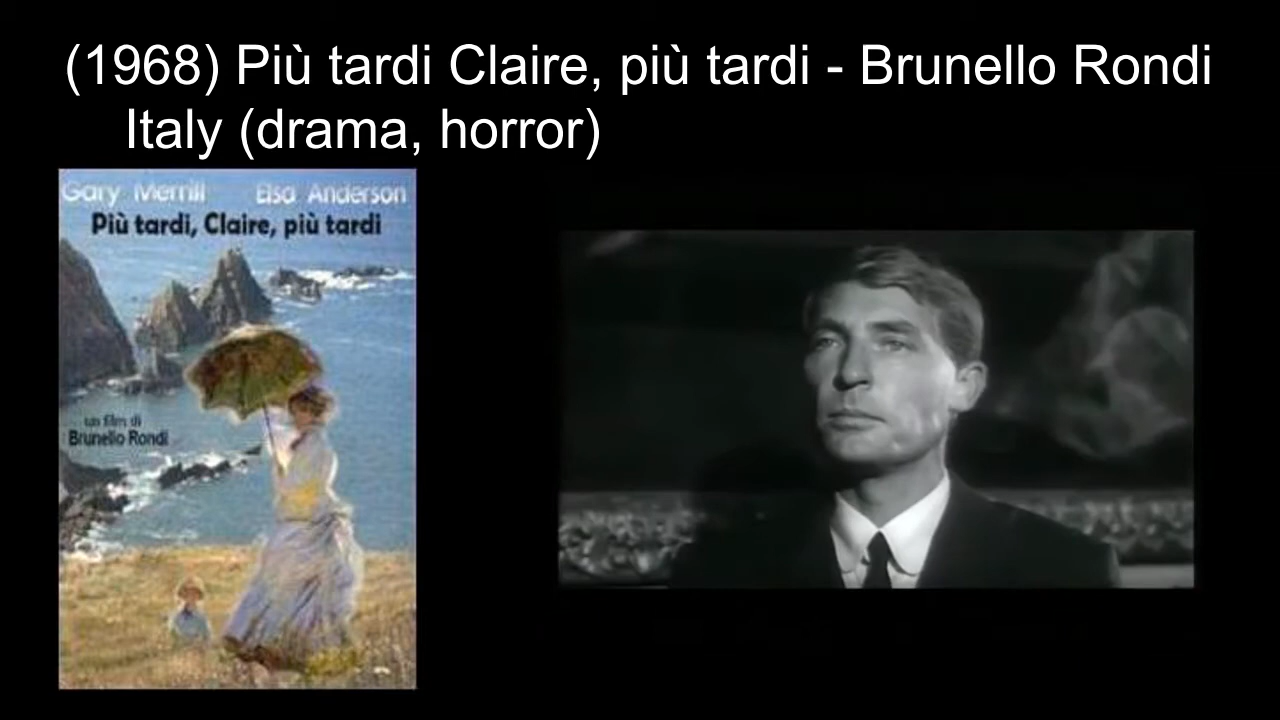 (1968) Più tardi Claire, più tardi - Brunello Rondi
Italy (drama, horror)
Gary Merrill Elsa Anderson
Più tardi, Claire, più tardi
un film di
Brunello Rondi